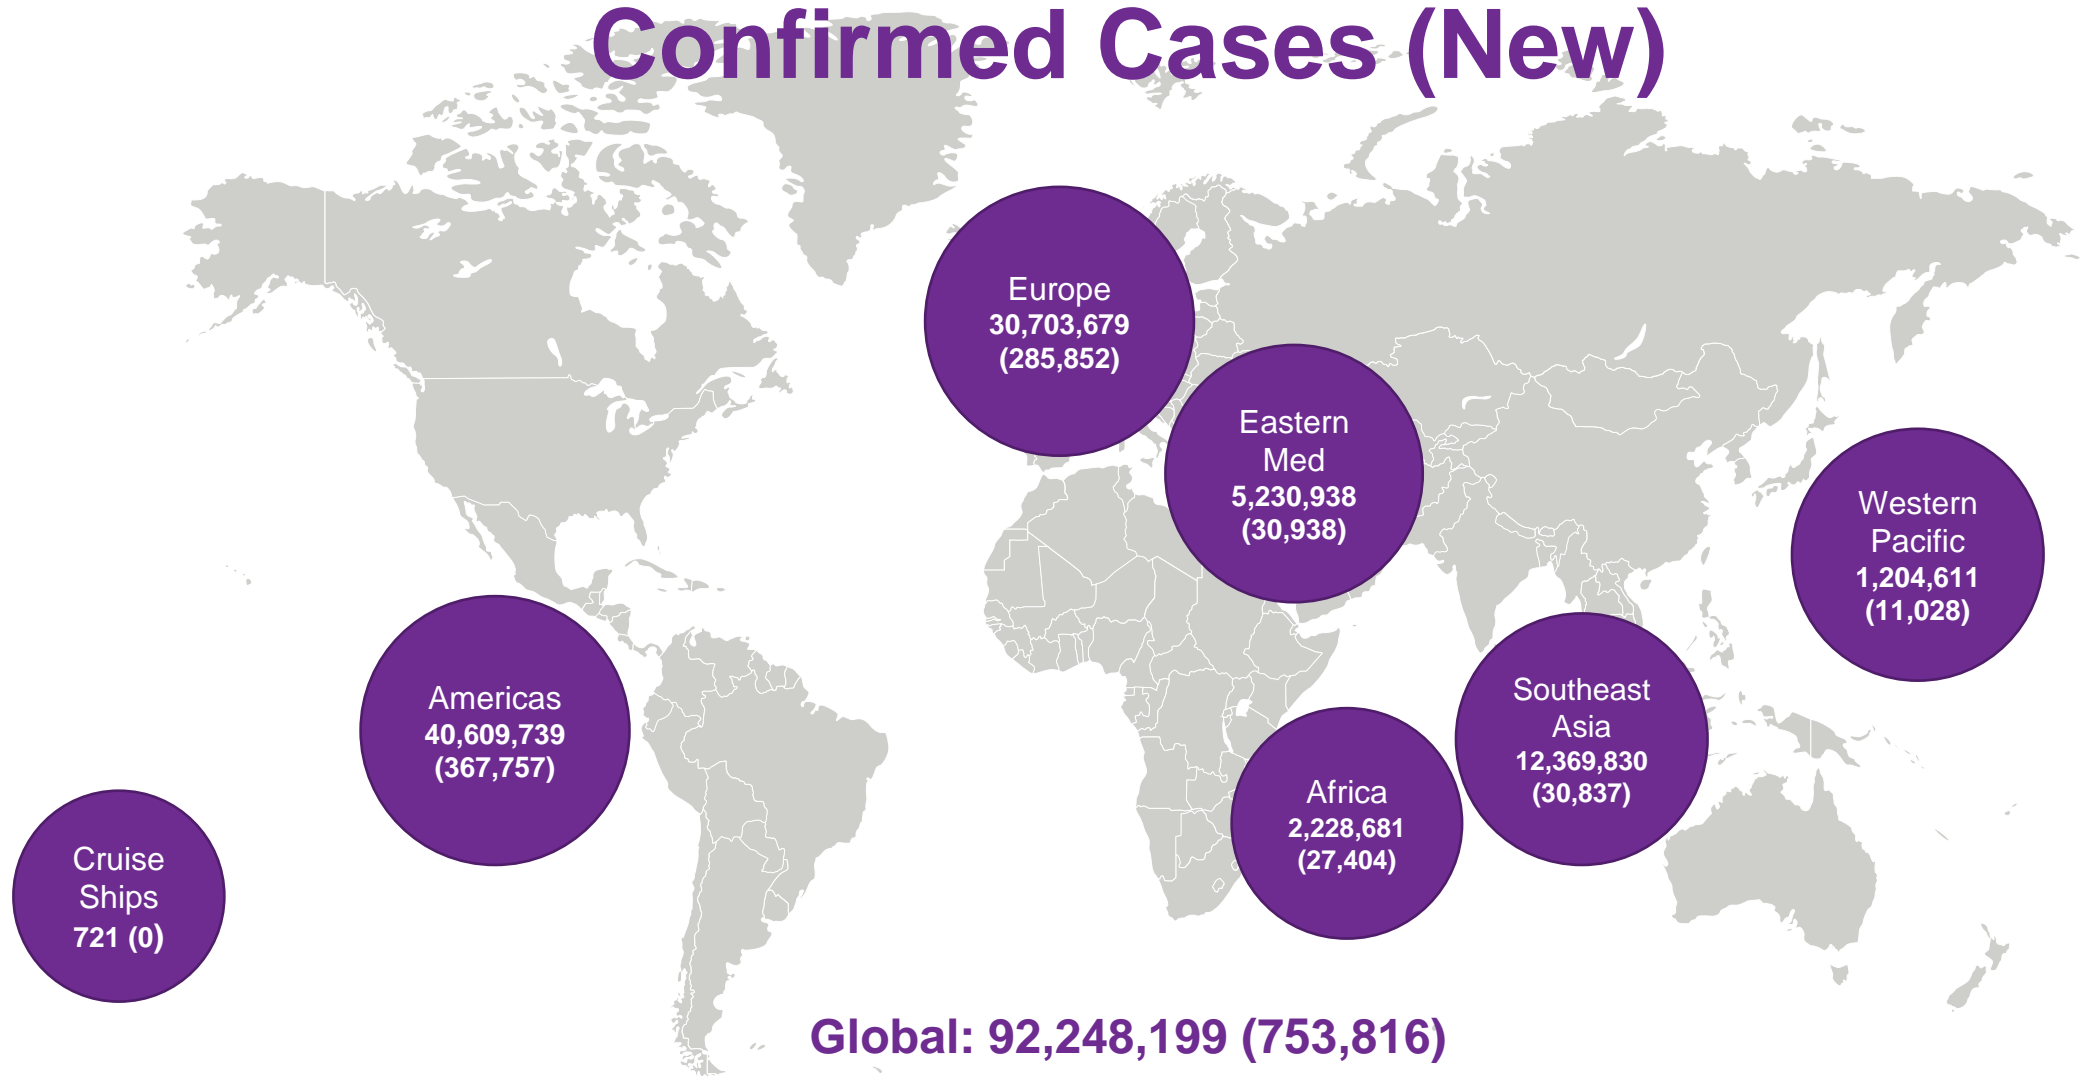 Confirmed Cases (New)
Europe
30,703,679
(285,852)
Eastern
Med
5,230,938
(30,938)
Western
Pacific
1,204,611
(11,028)
Americas
40,609,739
(367,757)
Southeast
Asia
12,369,830
(30,837)
Africa
2,228,681
(27,404)
Cruise
Ships
721 (0)
Global: 92,248,199 (753,816)